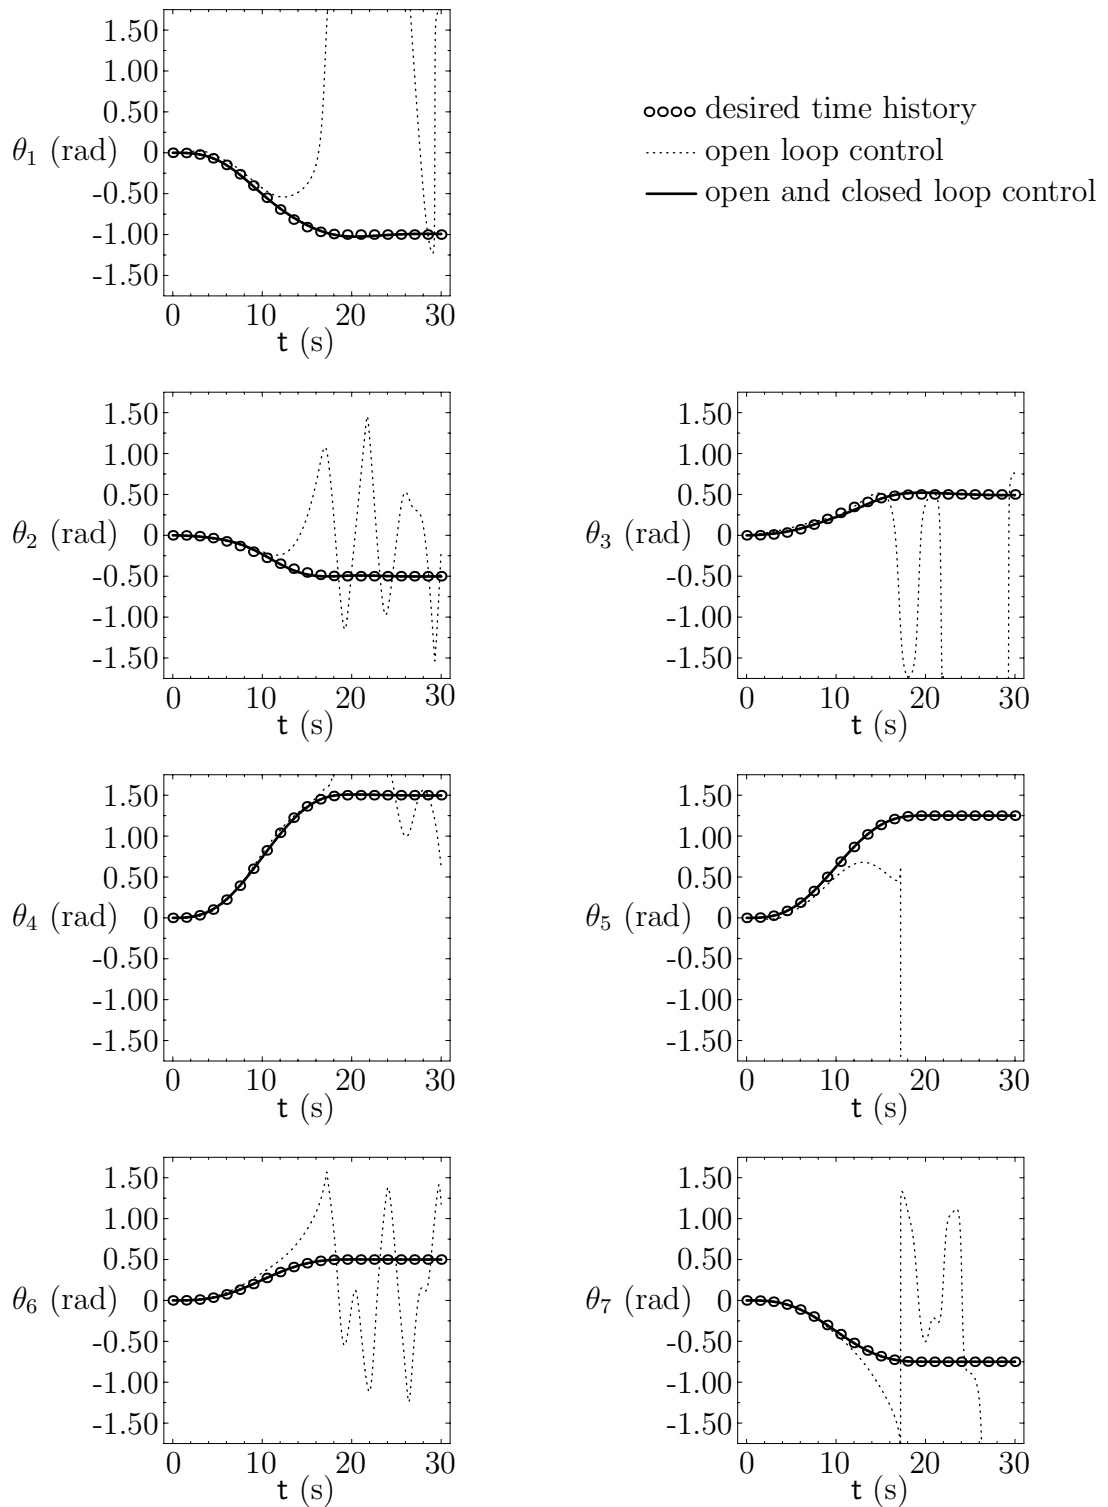 1.50
1.00
0.50
θ1 (rad) 0
-0.50
-1.00
-1.50
0 10 20 30
t (s)
desired time history
open loop control
open and closed loop control
1.50
1.00
0.50
θ2 (rad) 0
-0.50
-1.00
-1.50
0 10 20 30
t (s)
1.50
1.00
0.50
θ3 (rad) 0
-0.50
-1.00
-1.50
0 10 20 30
t (s)
1.50
1.00
0.50
θ4 (rad) 0
-0.50
-1.00
-1.50
0 10 20 30
t (s)
1.50
1.00
0.50
θ5 (rad) 0
-0.50
-1.00
-1.50
0 10 20 30
t (s)
1.50
1.00
0.50
θ6 (rad) 0
-0.50
-1.00
-1.50
0 10 20 30
t (s)
1.50
1.00
0.50
θ7 (rad) 0
-0.50
-1.00
-1.50
0 10 20 30
t (s)